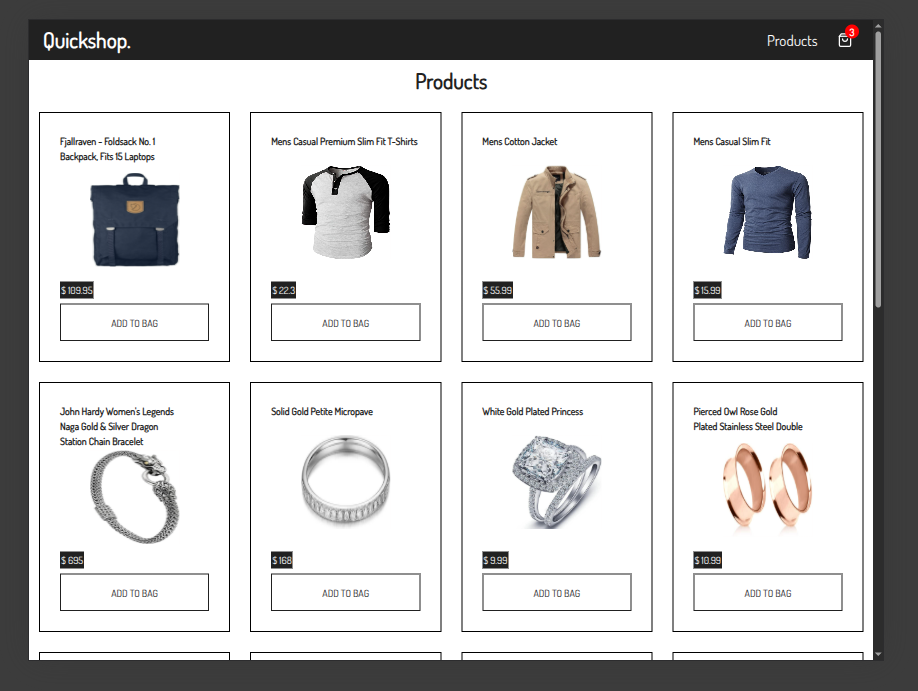 Quickshop.
Products
3
Products
Fjallraven - Foldsack No. 1
Backpack, Fits 15 Laptops
$ 109.95
ADD TO BAG
Mens Casual Premium Slim Fit T-Shirts
$ 22.3
ADD TO BAG
Mens Cotton Jacket
$ 55.99
ADD TO BAG
Mens Casual Slim Fit
$ 15.99
ADD TO BAG
John Hardy Women's Legends
Naga Gold & Silver Dragon
Station Chain Bracelet
$ 695
ADD TO BAG
Solid Gold Petite Micropave
$ 168
ADD TO BAG
White Gold Plated Princess
$ 9.99
ADD TO BAG
Pierced Owl Rose Gold
Plated Stainless Steel Double
$ 10.99
ADD TO BAG